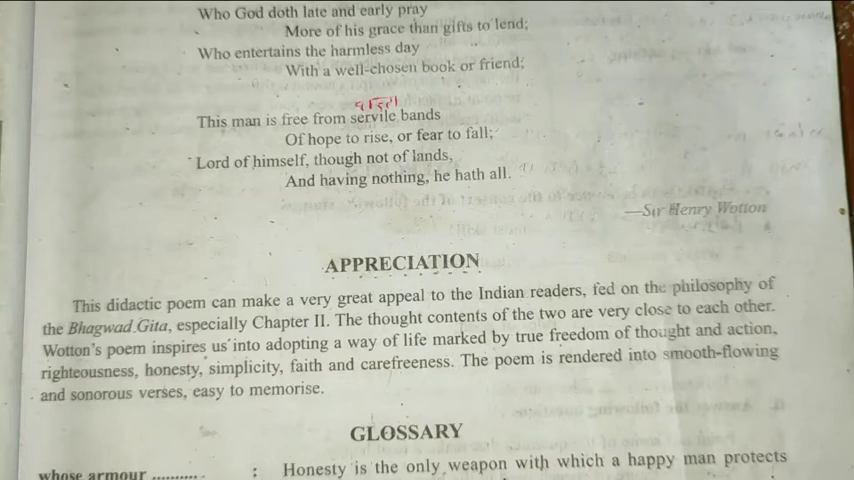 Who God doth late and early pray
More of his grace than gifts to lend;
Who entertains the harmless day
With a well-chosen book or friend;
This man is free from servile bands
Of hope to rise, or fear to fall;
Lord of himself, though not of lands,
And having nothing, he hath all.
—Sir Henry Wotton
APPRECIATION
This didactic poem can make a very great appeal to the Indian readers, fed on the philosophy of
the Bhagwad Gita, especially Chapter II. The thought contents of the two are very close to each other.
Wotton's poem inspires us into adopting a way of life marked by true freedom of thought and action,
righteousness, honesty, simplicity, faith and carefreeness. The poem is rendered into smooth-flowing
and sonorous verses, easy to memorise.
GLOSSARY
whose armour .......... : Honesty is the only weapon with which a happy man protects